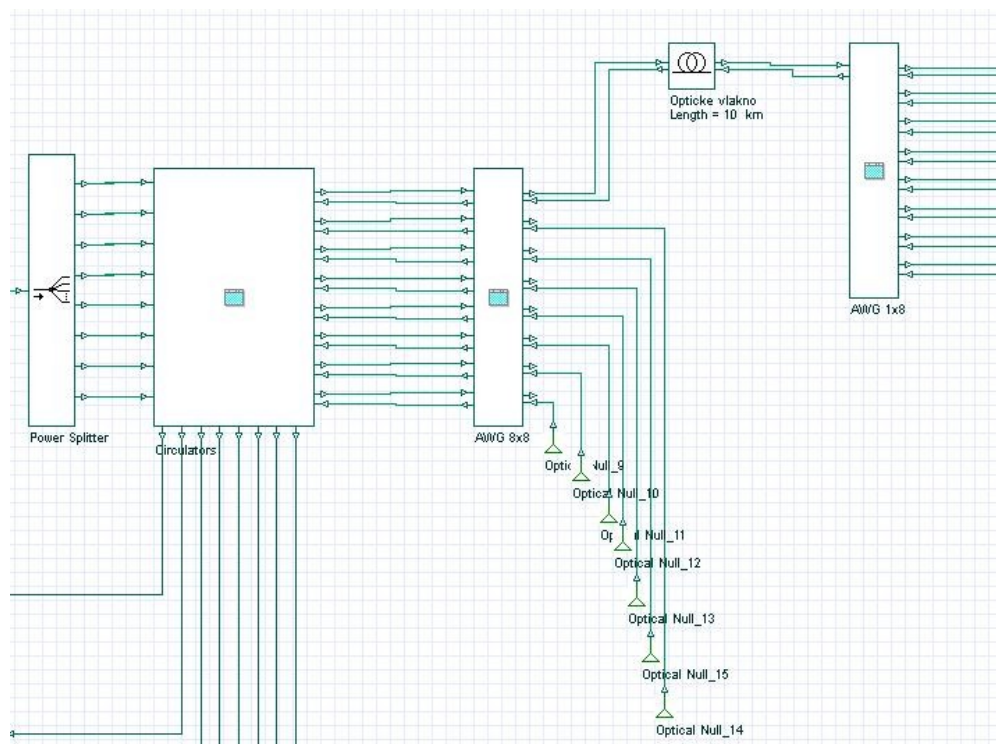 Opticke vlakno
Length = 10 km
AWG 1x8
Power Splitter
Circulators
AWG 8x8
Null_9
Optical Null_10
Null_11
Optical Null_12
Optical Null_13
Optical Null_15
Optical Null_14